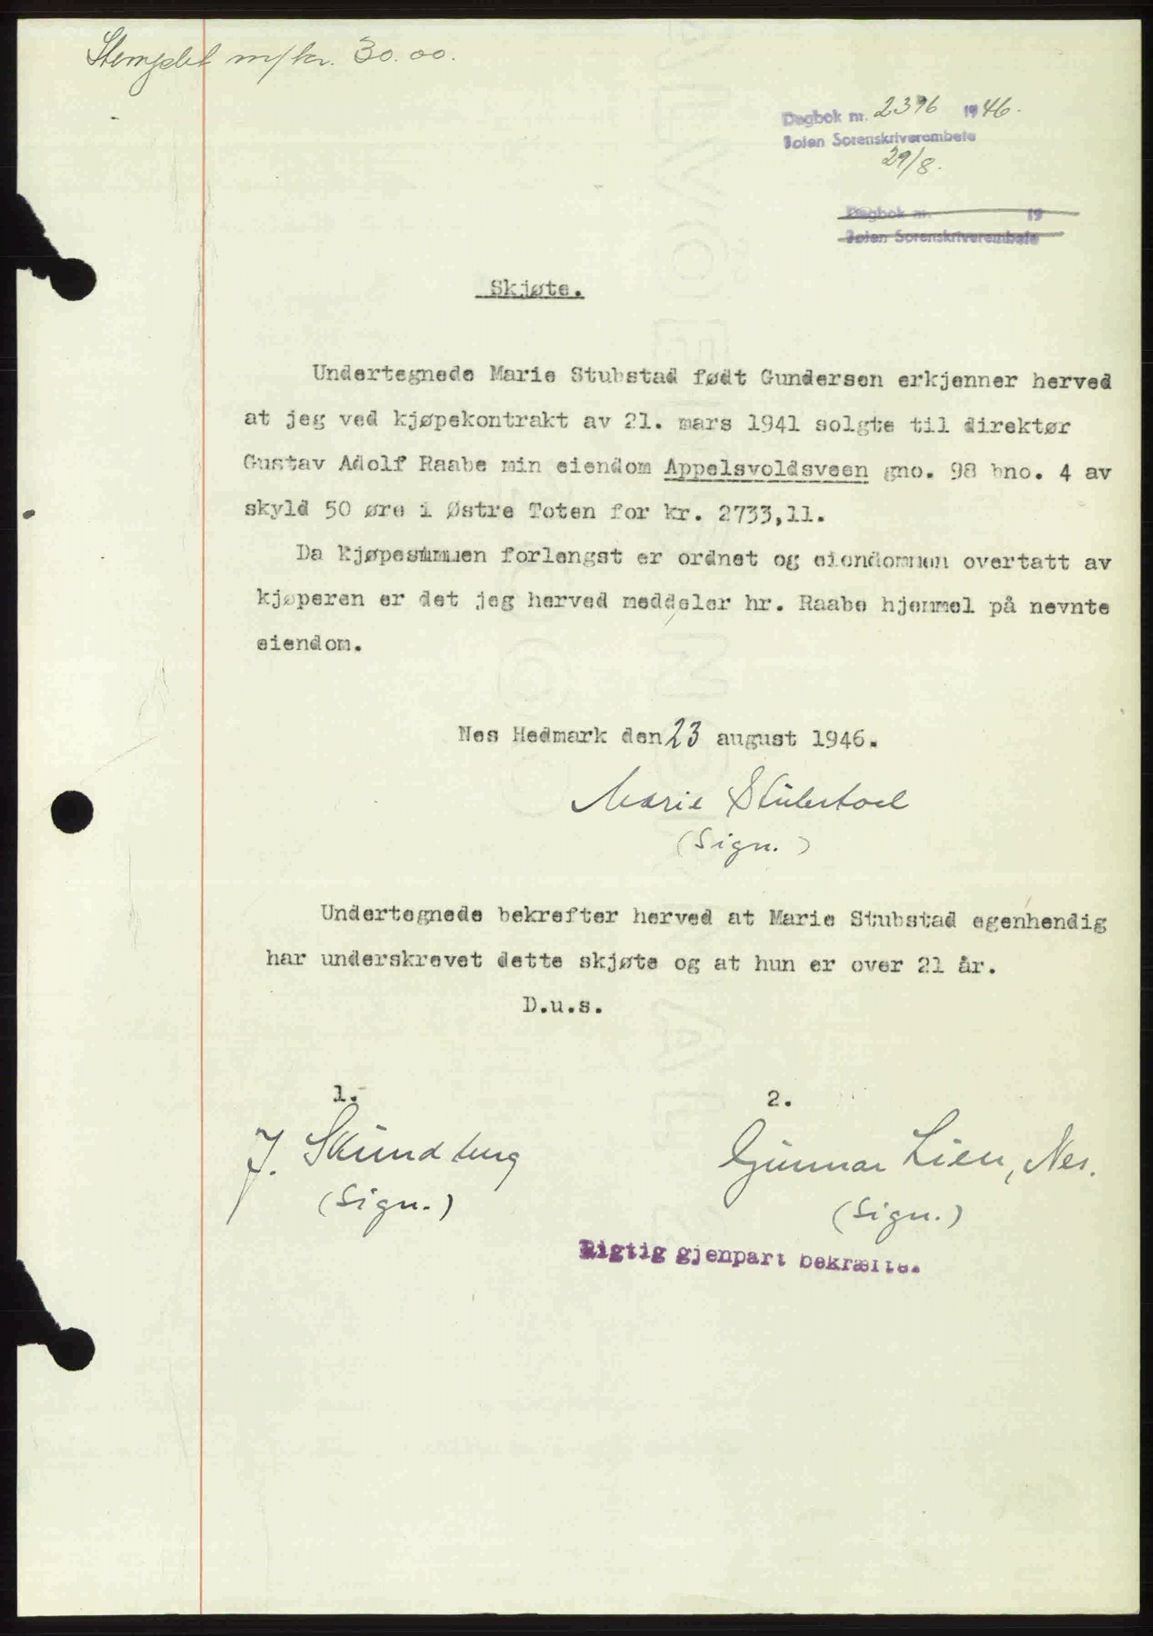 Stemplet m/kr. 30.00.
Dagbok nr. 2396 1946.
Toten Sorenskriverembete
29/8.
Dagbok nr. 19
Toten Sorenskriverembete
Skjøte.
Undertegnede Marie Stubstad født Gundersen erkjenner herved
at jeg ved kjøpekontrakt av 21. mars 1941 solgte til direktør
Gustav Adolf Raabe min eiendom Appelsvoldsveen gno. 98 bno. 4 av
skyld 50 øre i Østre Toten for kr. 2733,11.
Da kjøpesummen forlengst er ordnet og eiendommen overtatt av
kjøperen er det jeg herved meddeler hr. Raabe hjemmel på nevnte
eiendom.
Nes Hedmark den 23 august 1946.
Marie Stubstad
(Sign.)
Undertegnede bekrefter herved at Marie Stubstad egenhendig
har underskrevet dette skjøte og at hun er over 21 år.
D.u.s.
1. 2.
J. Skundberg Gunnar Lien, Nes.
(Sign.) (Sign.)
Rigtig gjenpart bekræftes.